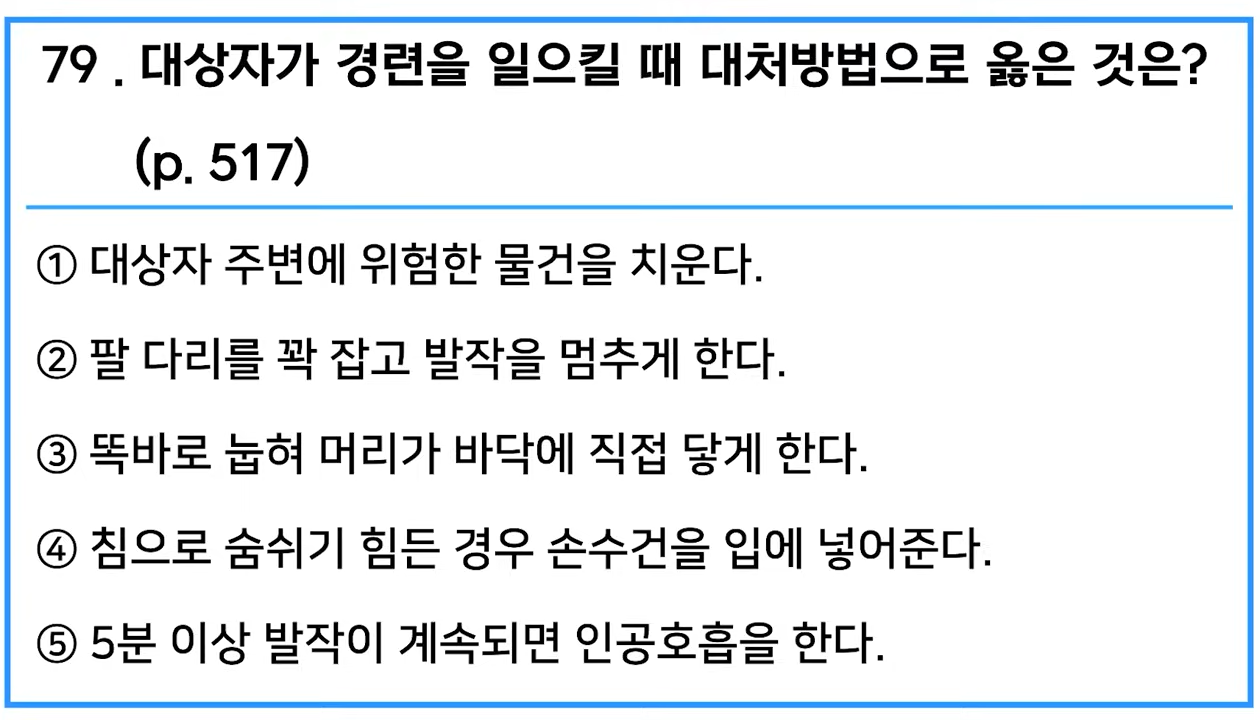 79 . 대상자가 경련을 일으킬 때 대처방법으로 옳은 것은?
(p. 517)
① 대상자 주변에 위험한 물건을 치운다.
② 팔 다리를 꽉 잡고 발작을 멈추게 한다.
③ 똑바로 눕혀 머리가 바닥에 직접 닿게 한다.
④ 침으로 숨쉬기 힘든 경우 손수건을 입에 넣어준다.
⑤ 5분 이상 발작이 계속되면 인공호흡을 한다.